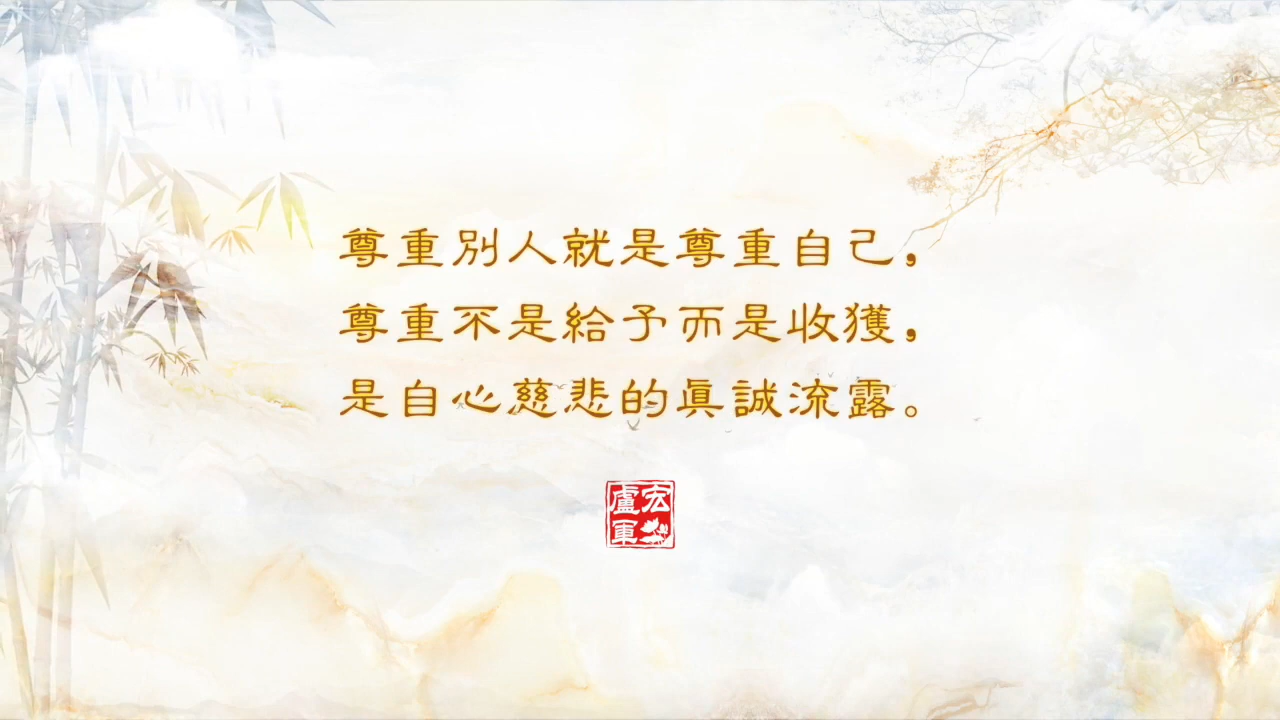 尊重別人就是尊重自己，
尊重不是給予而是收獲，
是自心慈悲的眞誠流露。
盧宏
軍